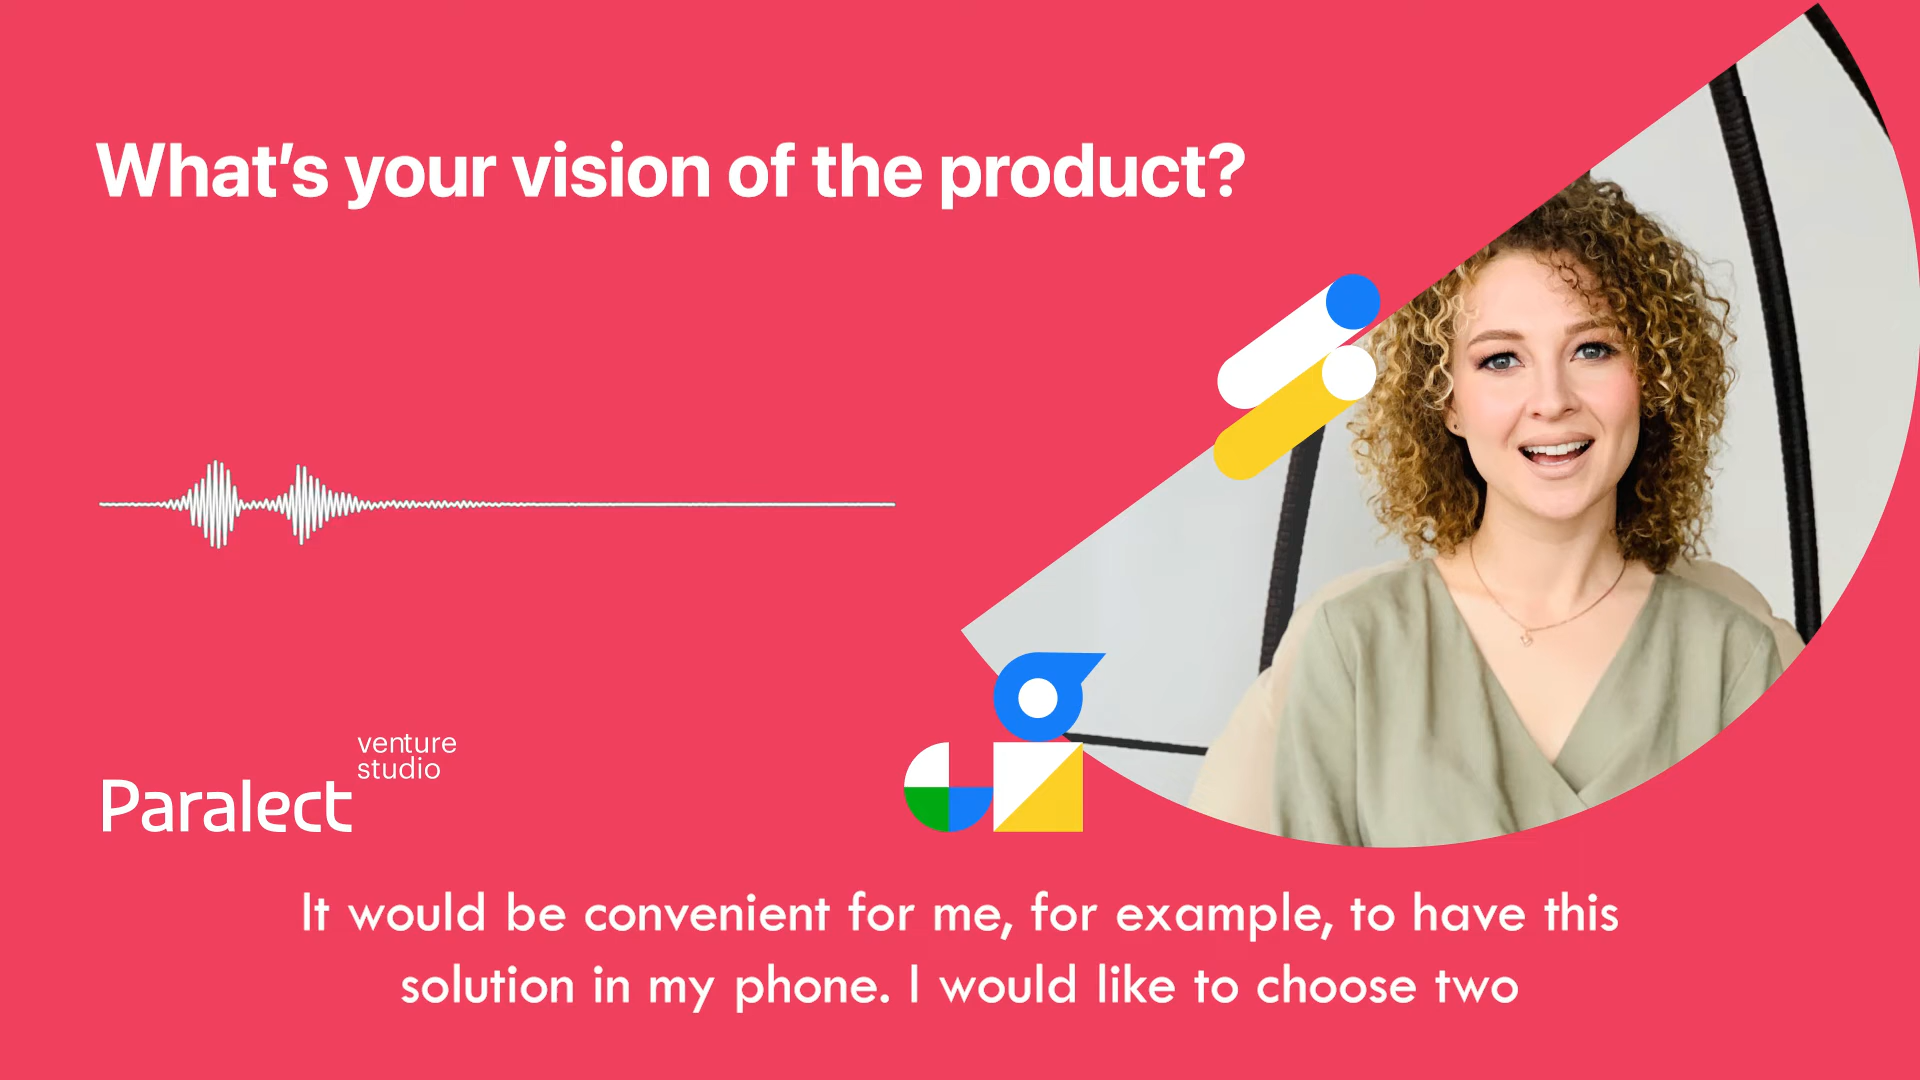 What's your vision of the product?
venture
studio
Paralect
It would be convenient for me, for example, to have this
solution in my phone. I would like to choose two